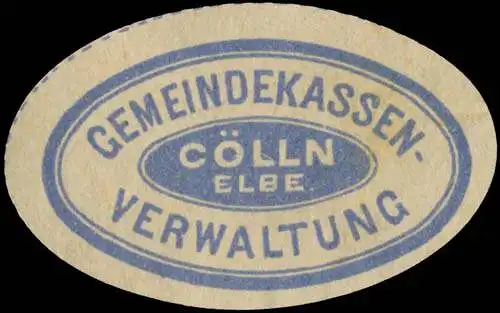 GEMEINDEKASSEN-
CÖLLN
ELBE.
VERWALTUNG